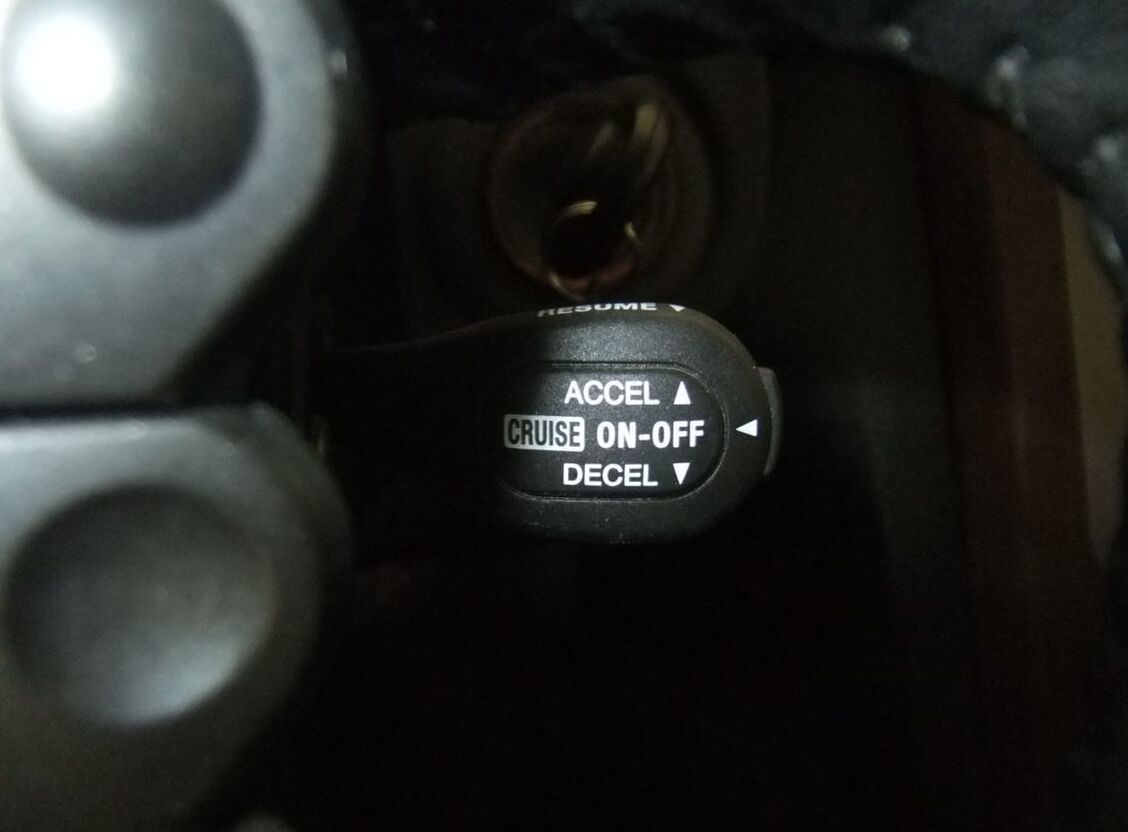 RESUME ▼
ACCEL ▲
CRUISE ON-OFF ◀
DECEL ▼